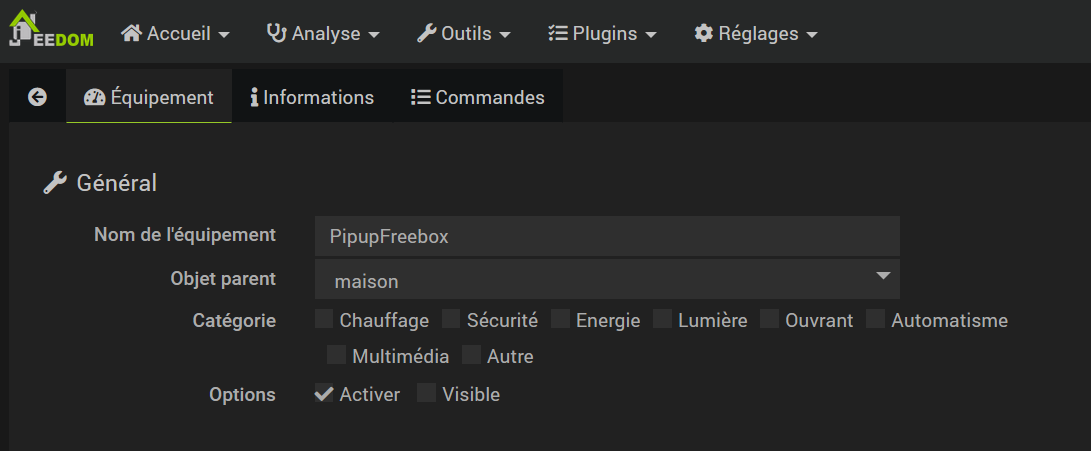 JEEDOM Accueil Analyse Outils Plugins Réglages
Équipement Informations Commandes
Général
Nom de l'équipement PipupFreebox
Objet parent maison
Catégorie Chauffage Sécurité Energie Lumière Ouvrant Automatisme
Multimédia Autre
Options Activer Visible